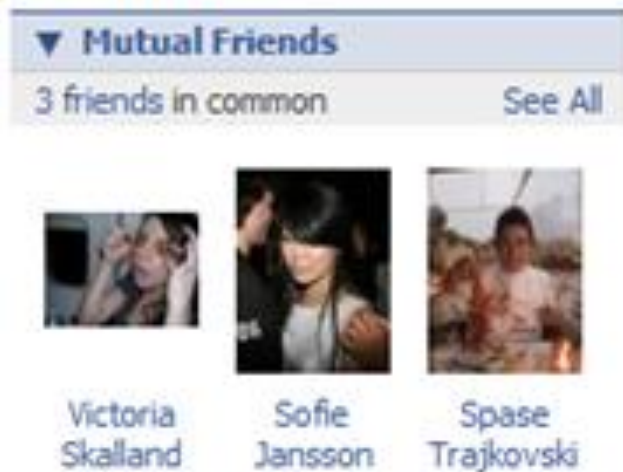 ▼ Mutual Friends
3 friends in common See All
Victoria Sofie Spase
Skalland Jansson Trajkovski